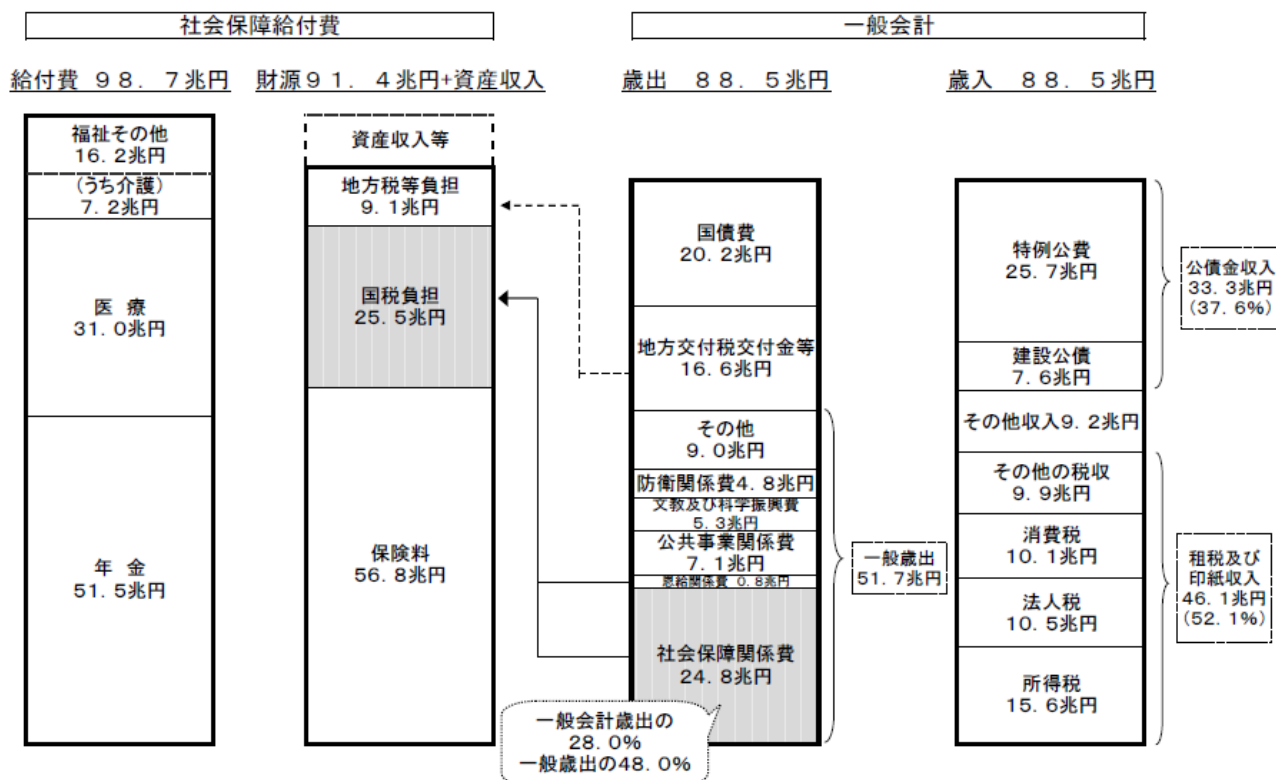 社会保障給付費
一般会計
給付費 98．7兆円
財源91．4兆円+資産収入
歳出 88．5兆円
歳入 88．5兆円
福祉その他
16．2兆円
（うち介護）
7．2兆円
医 療
31．0兆円
年 金
51．5兆円
資産収入等
地方税等負担
9．1兆円
国税負担
25．5兆円
保険料
56．8兆円
国債費
20．2兆円
地方交付税交付金等
16．6兆円
その他
9．0兆円
防衛関係費4．8兆円
文教及び科学振興費
5．3兆円
公共事業関係費
7．1兆円
恩給関係費 0．8兆円
社会保障関係費
24．8兆円
一般会計歳出の
28．0%
一般歳出の48．0%
一般歳出
51．7兆円
特例公費
25．7兆円
建設公債
7．6兆円
その他収入9．2兆円
その他の税収
9．9兆円
消費税
10．1兆円
法人税
10．5兆円
所得税
15．6兆円
公債金収入
33．3兆円
(37．6%)
租税及び
印紙収入
46．1兆円
(52．1%)